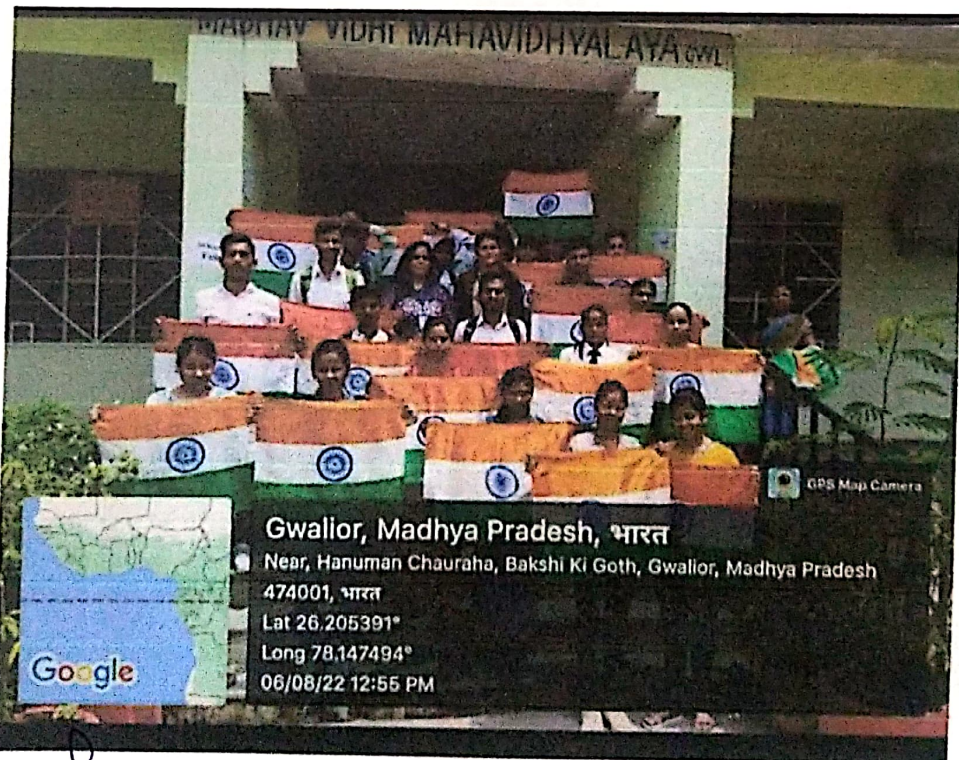 MADHAV VIDHI MAHAVIDHYALAYA GWL.
GPS Map Camera
Gwalior, Madhya Pradesh, भारत
Near, Hanuman Chauraha, Bakshi Ki Goth, Gwalior, Madhya Pradesh
474001, भारत
Lat 26.205391°
Long 78.147494°
06/08/22 12:55 PM
Google